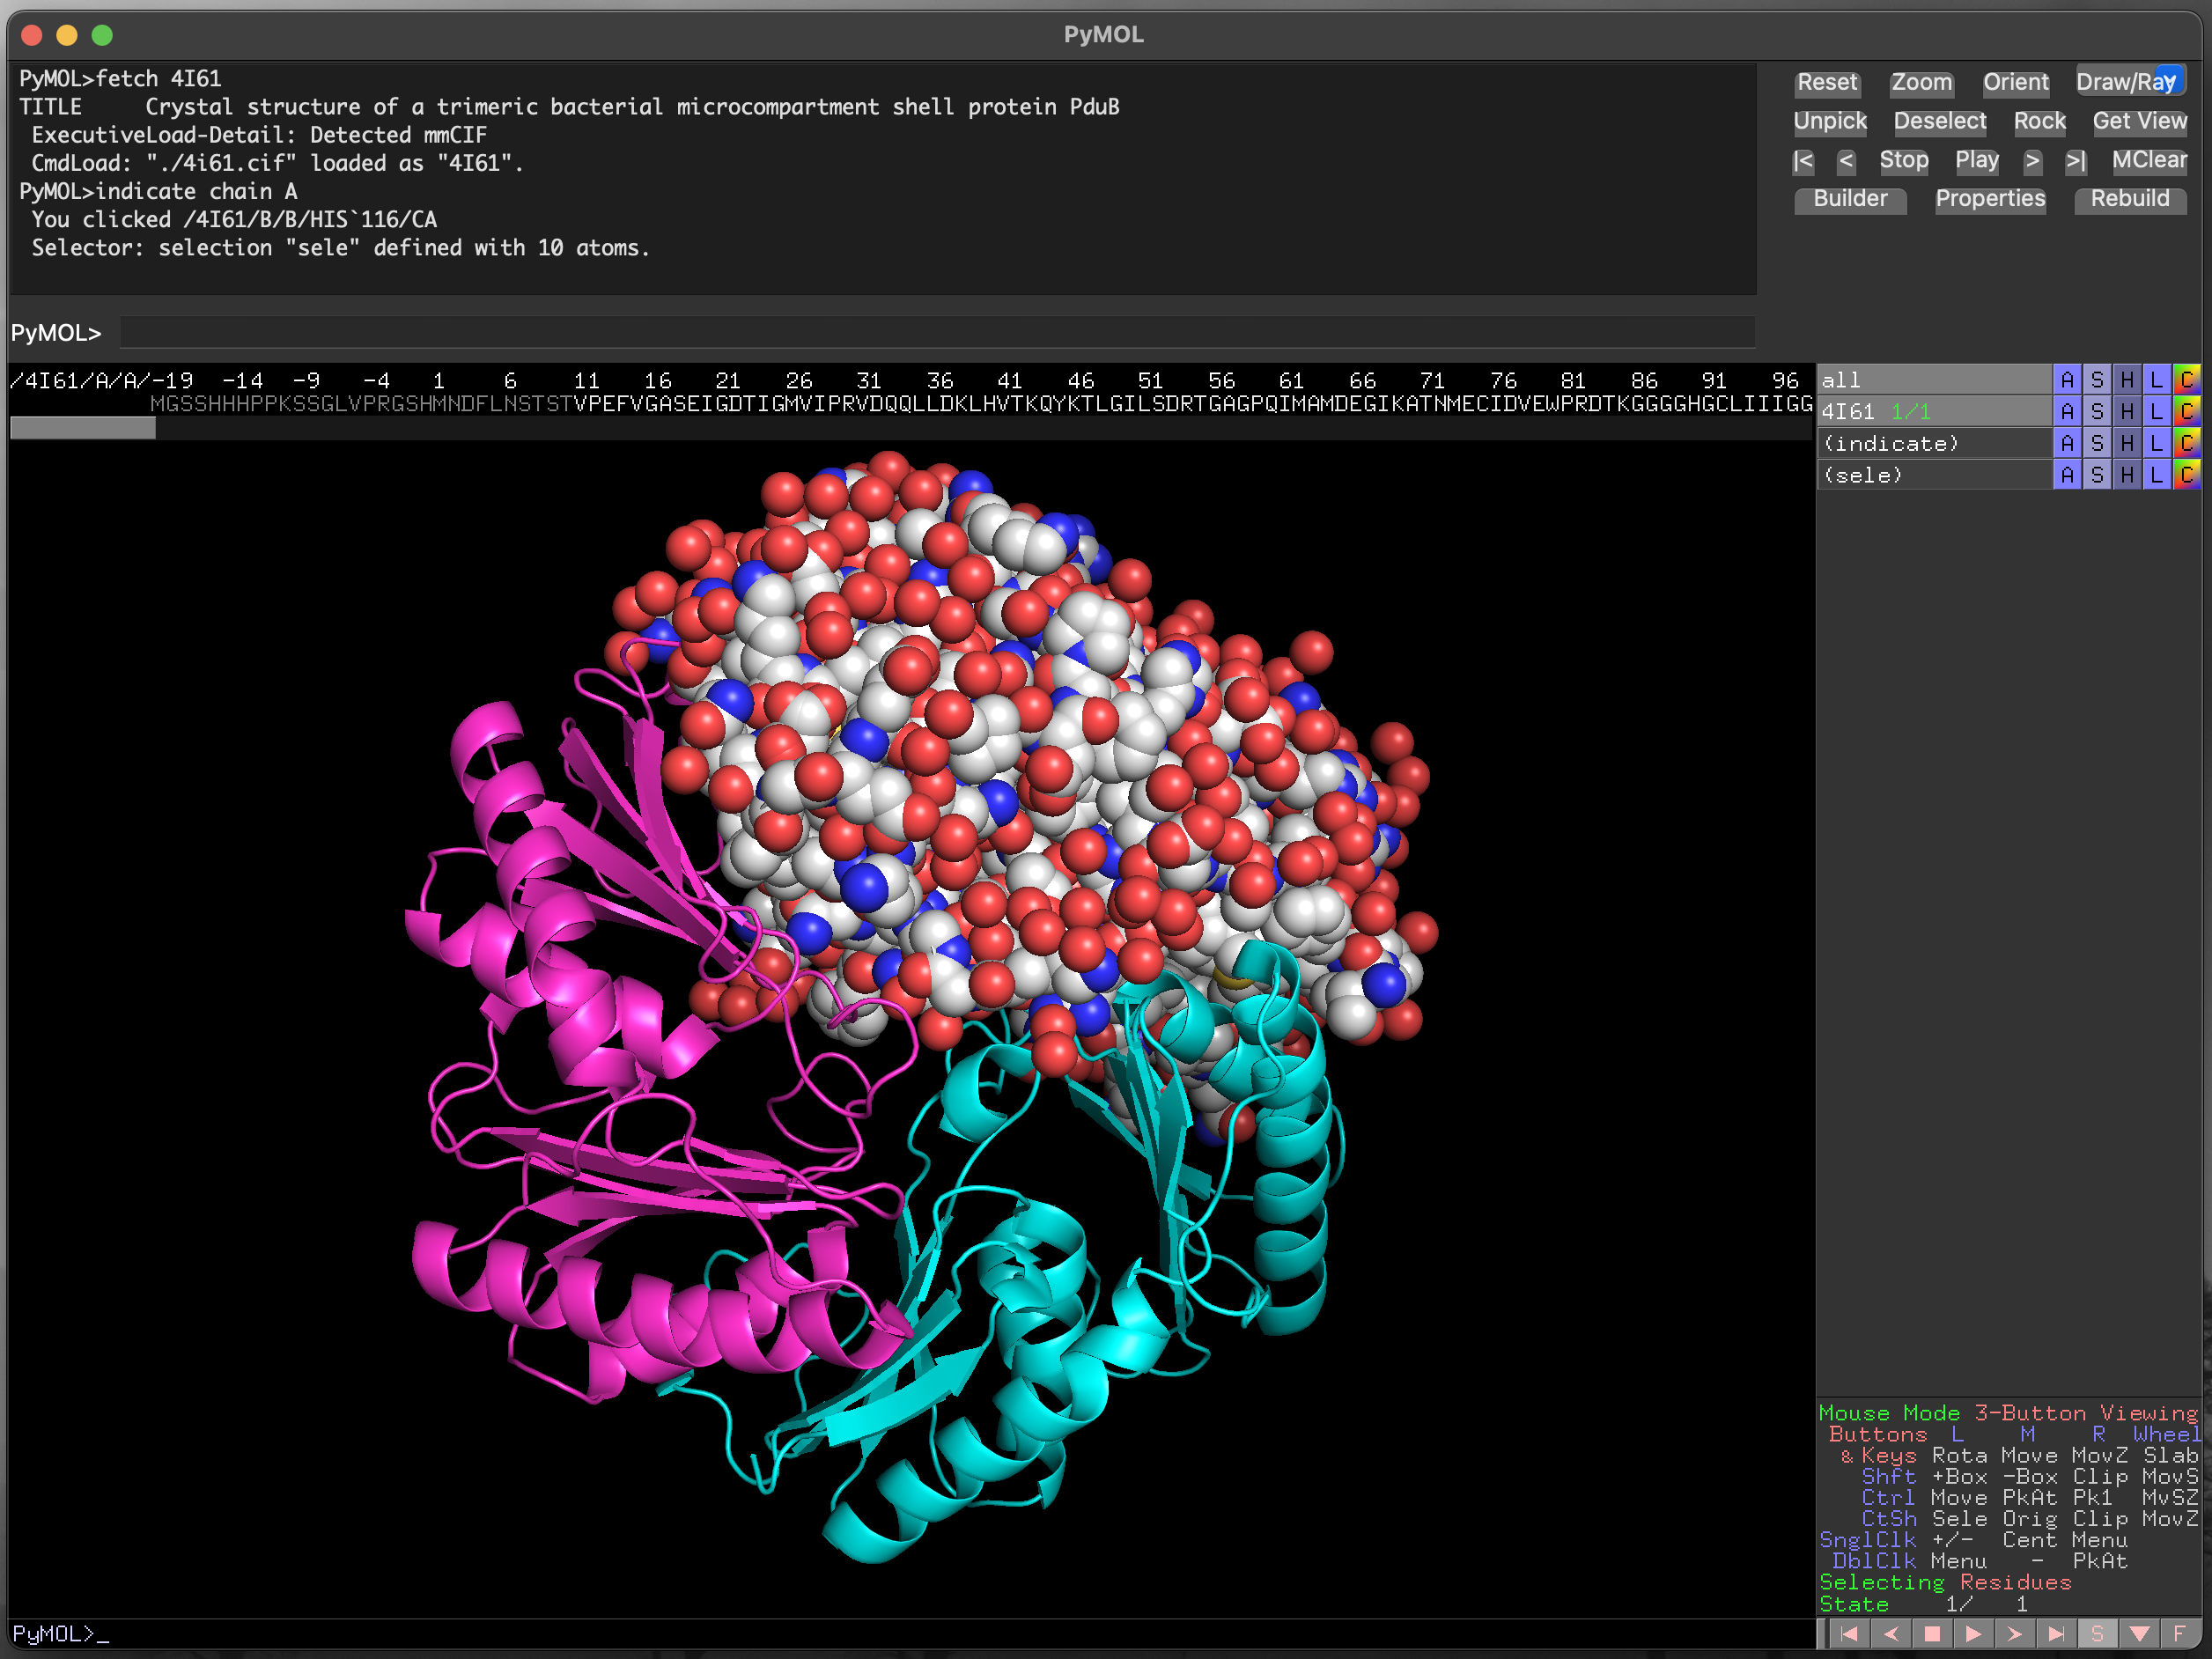 PyMOL
PyMOL>fetch 4I61
TITLE     Crystal structure of a trimeric bacterial microcompartment shell protein PduB
ExecutiveLoad-Detail: Detected mmCIF
CmdLoad: "./4i61.cif" loaded as "4I61".
PyMOL>indicate chain A
You clicked /4I61/B/B/HIS`116/CA
Selector: selection "sele" defined with 10 atoms.
Reset Zoom Orient Draw/Ray
Unpick Deselect Rock Get View
|< < Stop Play > >| MClear
Builder Properties Rebuild
PyMOL>
/4I61/A/A/-19 -14 -9 -4 1 6 11 16 21 26 31 36 41 46 51 56 61 66 71 76 81 86 91 96
MGSSHHHPPKSSGLVPRGSHMNDFLNSTSTVPEFVGASEIGDTIGMVIPRVDQQLLDKLHVTKQYKTLGILSDRTGAGPQIMAMDEGIKATNMECIDVEWPRDTKGGGGHGCLIIIGG
all A S H L C
4I61 1/1 A S H L C
(indicate) A S H L C
(sele) A S H L C
Mouse Mode 3-Button Viewing
Buttons L M R Wheel
& Keys Rota Move MovZ Slab
Shft +Box -Box Clip MovS
Ctrl Move PkAt Pk1 MvSZ
CtSh Sele Orig Clip MovZ
SnglClk +/- Cent Menu
DblClk Menu - PkAt
Selecting Residues
State 1/ 1
PyMOL>_
S F